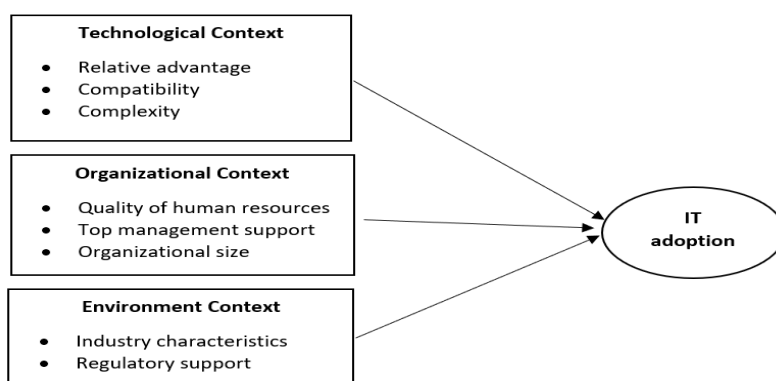 Technological Context
• Relative advantage
• Compatibility
• Complexity
Organizational Context
• Quality of human resources
• Top management support
• Organizational size
Environment Context
• Industry characteristics
• Regulatory support
IT
adoption